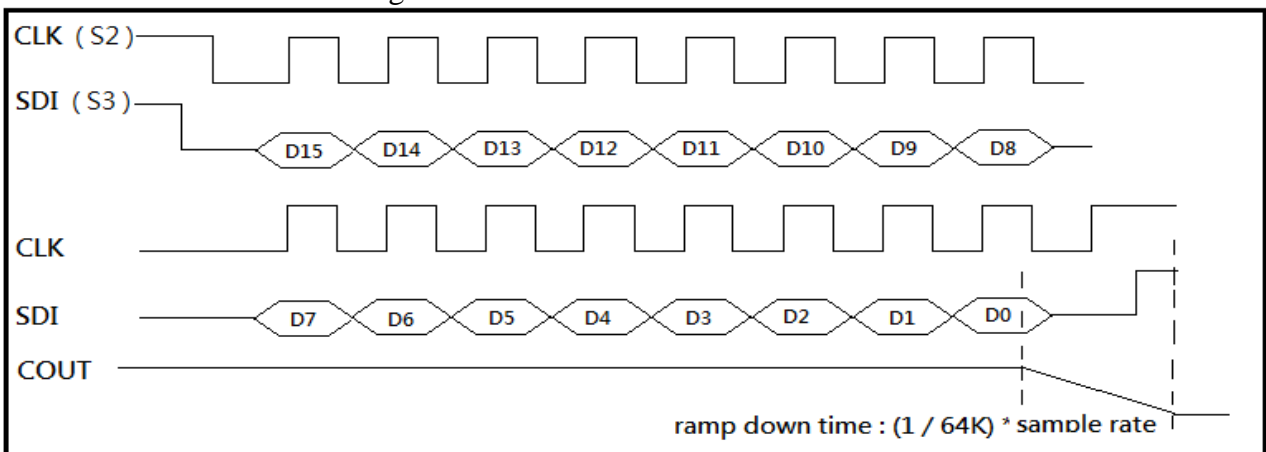 CLK ( S2 )
SDI ( S3 )
D15 D14 D13 D12 D11 D10 D9 D8
CLK
SDI
D7 D6 D5 D4 D3 D2 D1 D0
COUT
ramp down time : (1 / 64K) * sample rate